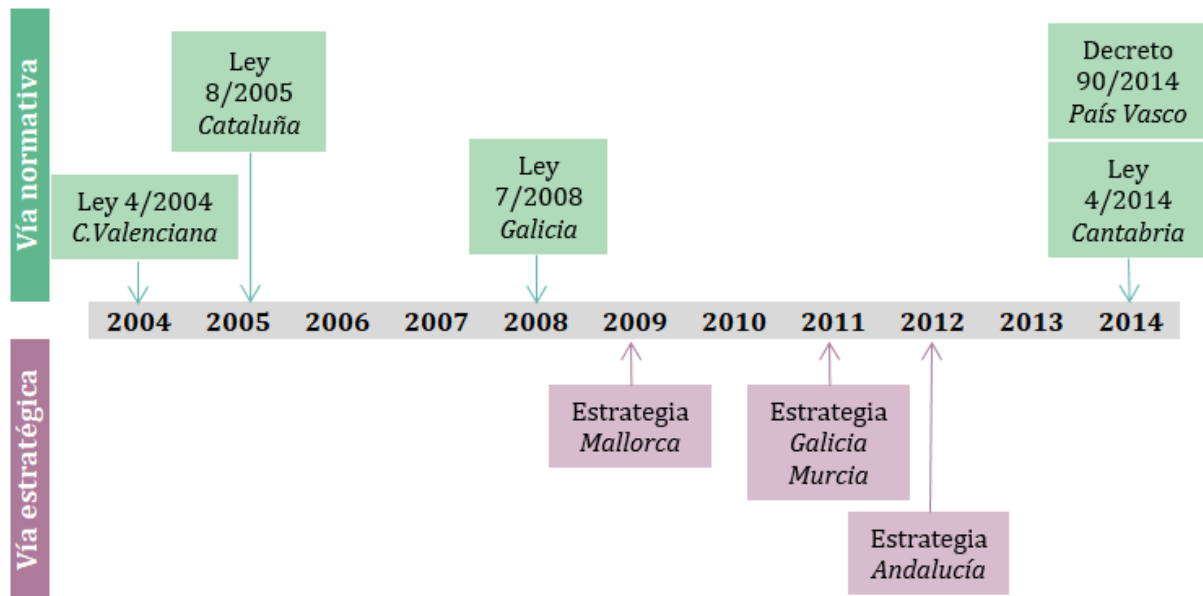 Vía normativa
Ley
8/2005
Cataluña
Decreto
90/2014
País Vasco
Ley 4/2004
C.Valenciana
Ley
7/2008
Galicia
Ley
4/2014
Cantabria
2004 2005 2006 2007 2008 2009 2010 2011 2012 2013 2014
Vía estratégica
Estrategia
Mallorca
Estrategia
Galicia
Murcia
Estrategia
Andalucía